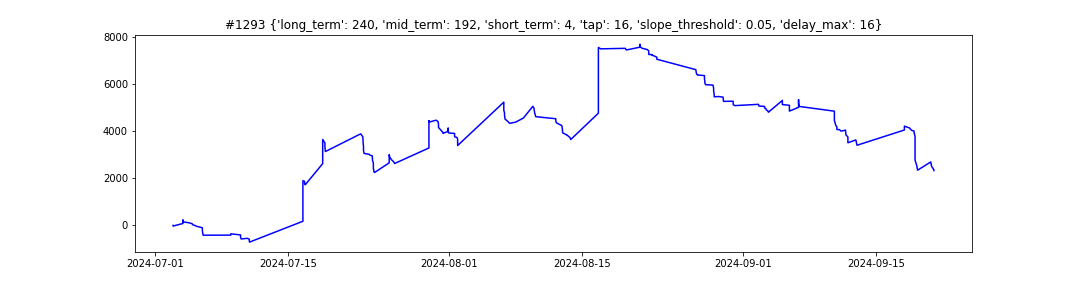 #1293 {'long_term': 240, 'mid_term': 192, 'short_term': 4, 'tap': 16, 'slope_threshold': 0.05, 'delay_max': 16}
8000
6000
4000
2000
0
2024-07-01 2024-07-15 2024-08-01 2024-08-15 2024-09-01 2024-09-15